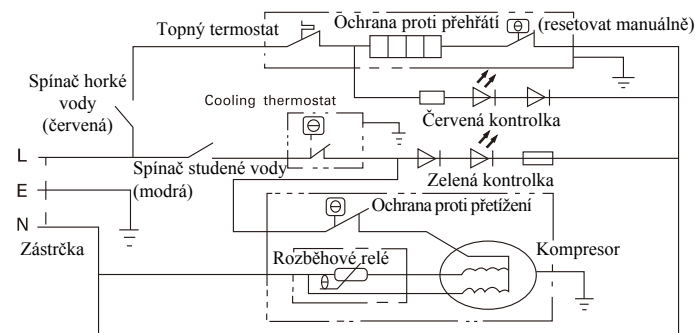 Topný termostat
Ochrana proti přehřátí
(resetovat manuálně)
Spínač horké
vody
(červená)
Cooling thermostat
Červená kontrolka
L
Spínač studené vody
(modrá)
Zelená kontrolka
E
N
Zástrčka
Ochrana proti přetížení
Rozběhové relé
Kompresor